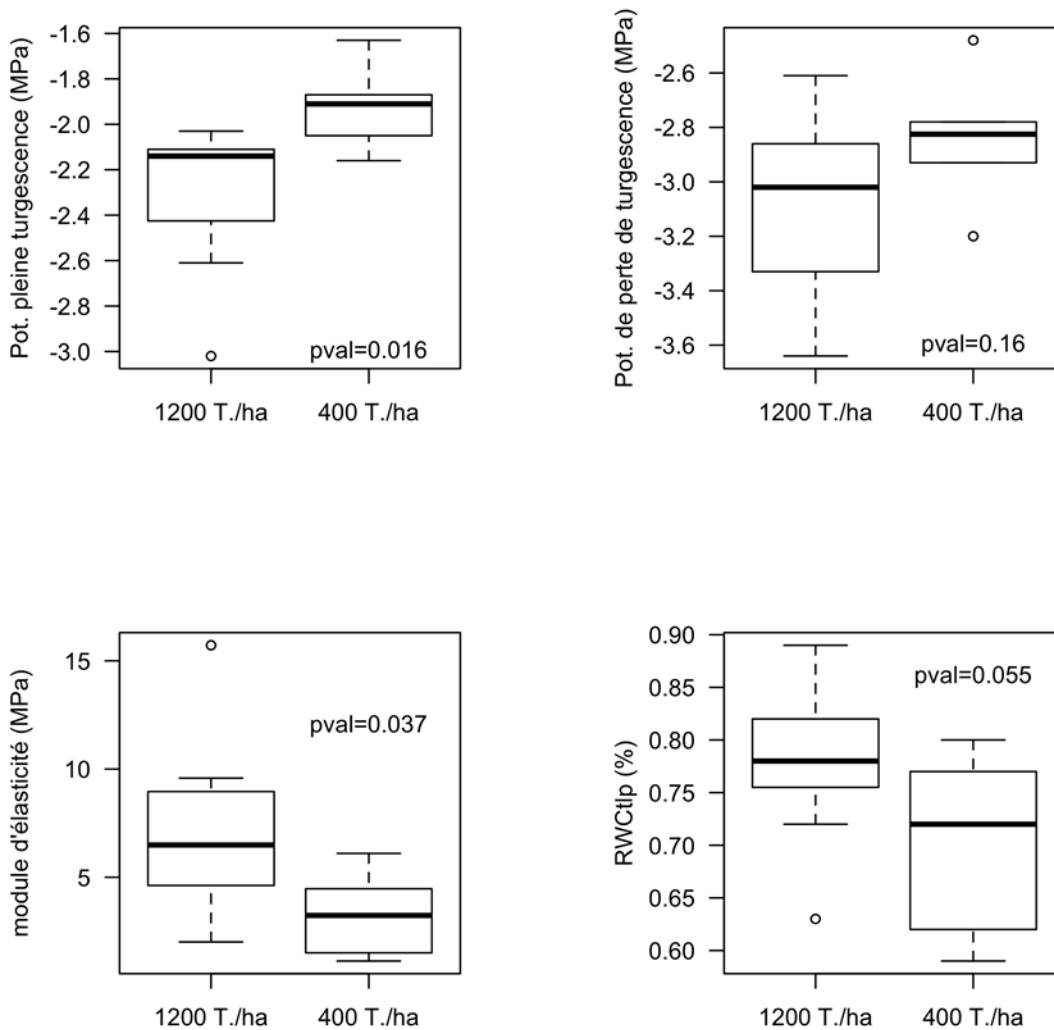 Pot. pleine turgescence (MPa)
-1.6
-1.8
-2.0
-2.2
-2.4
-2.6
-2.8
-3.0
pval=0.016
1200 T./ha
400 T./ha
Pot. de perte de turgescence (MPa)
-2.6
-2.8
-3.0
-3.2
-3.4
-3.6
pval=0.16
1200 T./ha
400 T./ha
module d'élasticité (MPa)
15
10
5
pval=0.037
1200 T./ha
400 T./ha
RWCtlp (%)
0.90
0.85
0.80
0.75
0.70
0.65
0.60
pval=0.055
1200 T./ha
400 T./ha